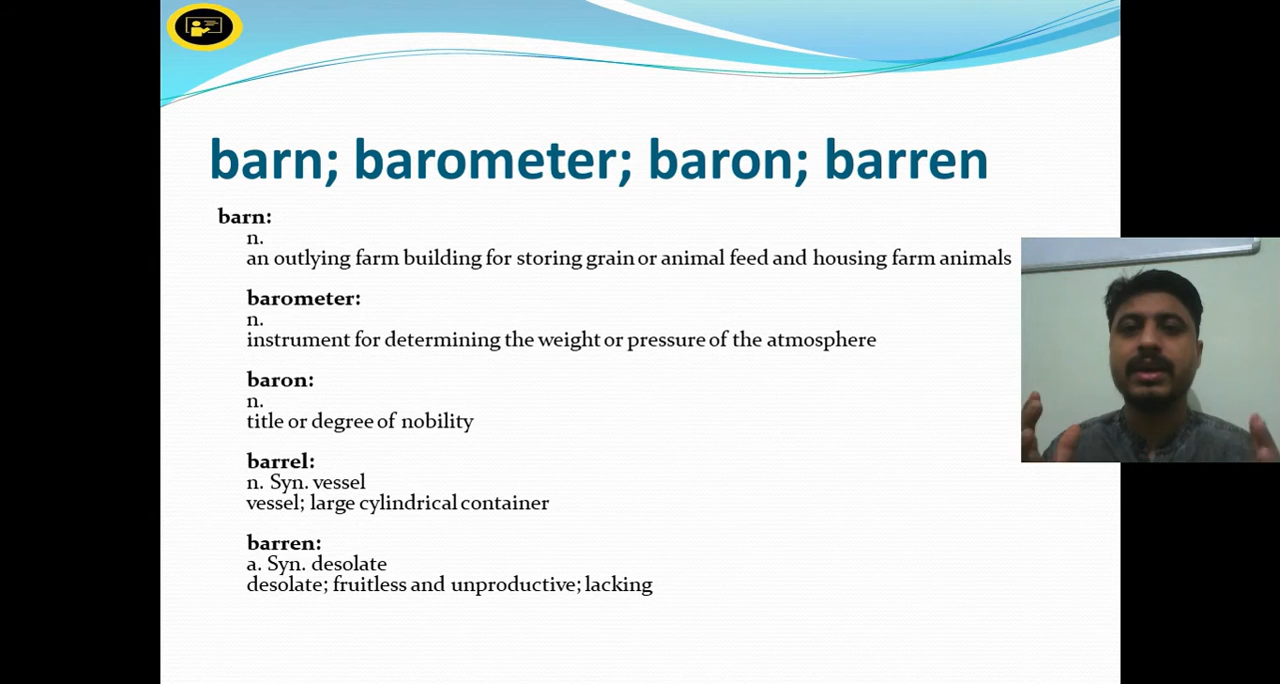 barn; barometer; baron; barren
barn:
n.
an outlying farm building for storing grain or animal feed and housing farm animals
barometer:
n.
instrument for determining the weight or pressure of the atmosphere
baron:
n.
title or degree of nobility
barrel:
n. Syn. vessel
vessel; large cylindrical container
barren:
a. Syn. desolate
desolate; fruitless and unproductive; lacking